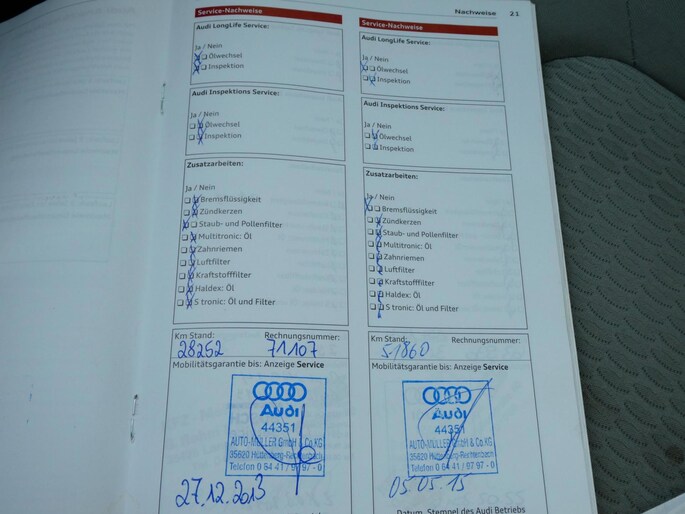 Nachweise 21
Service-Nachweise
Audi LongLife Service:
Ja / Nein
Ölwechsel
Inspektion
Audi Inspektions Service:
Ja / Nein
Ölwechsel
Inspektion
Zusatzarbeiten:
Ja / Nein
Bremsflüssigkeit
Zündkerzen
Staub- und Pollenfilter
Multitronic: Öl
Zahnriemen
Luftfilter
Kraftstofffilter
Haldex: Öl
S tronic: Öl und Filter
Km Stand: Rechnungsnummer:
28252 71107
Mobilitätsgarantie bis: Anzeige Service
Audi
44351
AUTO-MÜLLER GmbH & Co.KG
35620 Hüttenberg-Rechtenbach
Telefon 0 64 41 / 97 97 - 0
27.12.2013
Service-Nachweise
Audi LongLife Service:
Ja / Nein
Ölwechsel
Inspektion
Audi Inspektions Service:
Ja / Nein
Ölwechsel
Inspektion
Zusatzarbeiten:
Ja / Nein
Bremsflüssigkeit
Zündkerzen
Staub- und Pollenfilter
Multitronic: Öl
Zahnriemen
Luftfilter
Kraftstofffilter
Haldex: Öl
S tronic: Öl und Filter
Km Stand: Rechnungsnummer:
51860
Mobilitätsgarantie bis: Anzeige Service
Audi
44351
AUTO-MÜLLER GmbH & Co.KG
35620 Hüttenberg-Rechtenbach
Telefon 0 64 41 / 97 97 - 0
05.05.15
Datum, Stempel des Audi Betriebs